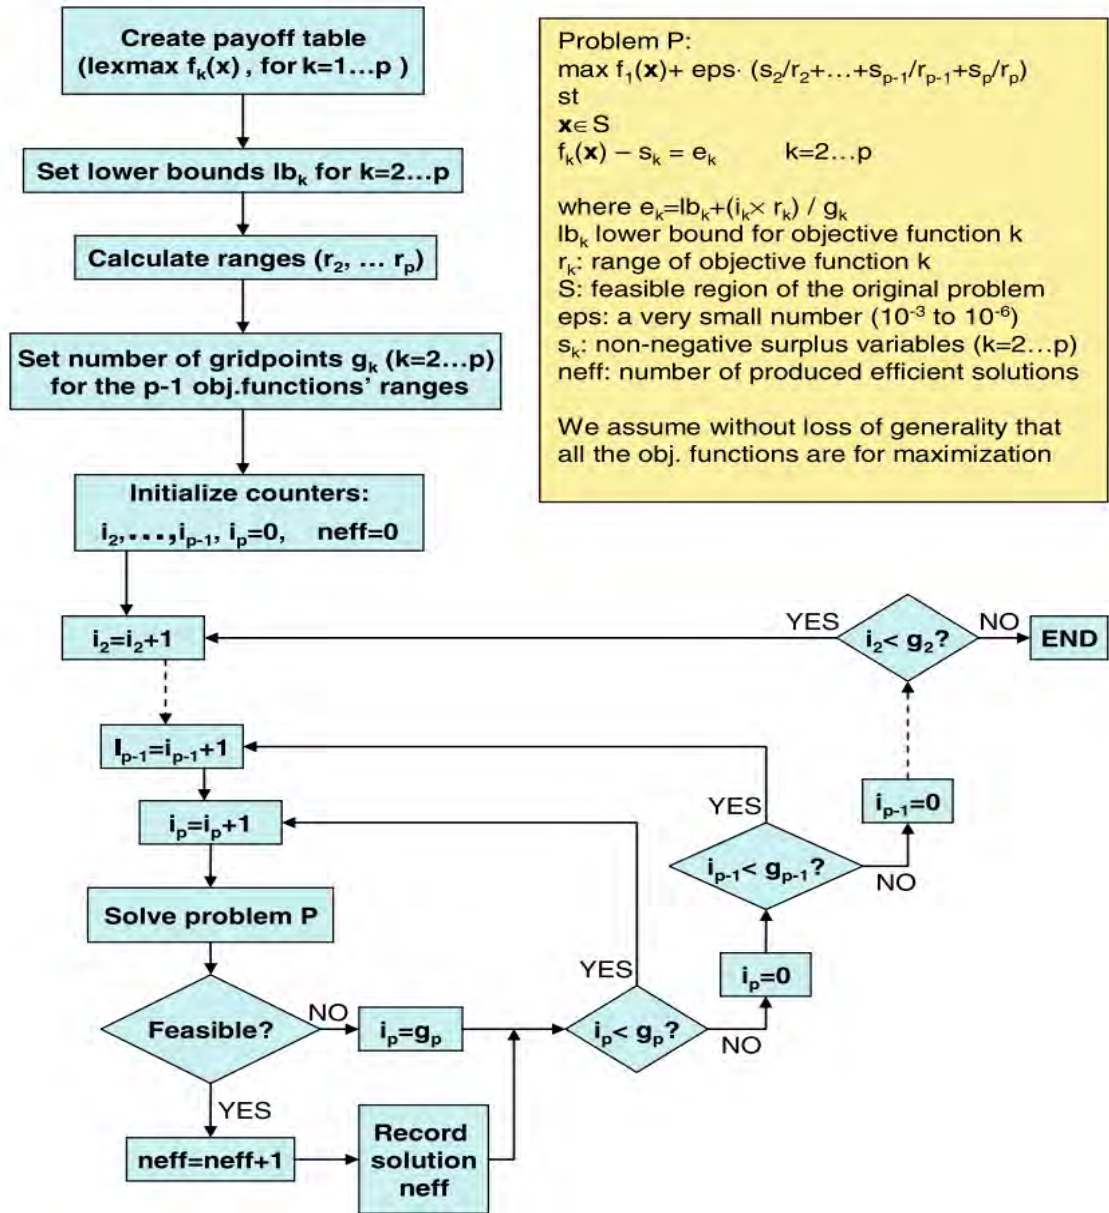 Create payoff table
(lexmax fₖ(x) , for k=1…p )
Set lower bounds lbₖ for k=2…p
Calculate ranges (r₂, … rₚ)
Set number of gridpoints gₖ (k=2…p)
for the p-1 obj.functions’ ranges
Initialize counters:
i₂,…,iₚ₋₁, iₚ=0, neff=0
Problem P:
max f₁(x)+ eps· (s₂/r₂+…+sₚ₋₁/rₚ₋₁+sₚ/rₚ)
st
x∈S
fₖ(x) – sₖ = eₖ k=2…p
where eₖ=lbₖ+(iₖ× rₖ) / gₖ
lbₖ lower bound for objective function k
rₖ: range of objective function k
S: feasible region of the original problem
eps: a very small number (10⁻³ to 10⁻⁶)
sₖ: non-negative surplus variables (k=2…p)
neff: number of produced efficient solutions
We assume without loss of generality that
all the obj. functions are for maximization
i₂=i₂+1
YES
i₂< g₂?
NO
END
Iₚ₋₁=iₚ₋₁+1
iₚ₋₁=0
YES
iₚ=iₚ+1
iₚ₋₁< gₚ₋₁?
NO
Solve problem P
iₚ=0
YES
Feasible?
NO
iₚ=gₚ
iₚ< gₚ?
NO
YES
neff=neff+1
Record
solution
neff